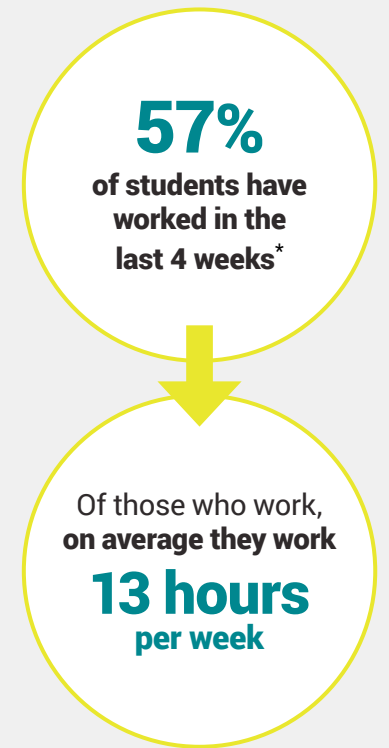 57%
of students have
worked in the
last 4 weeks*
Of those who work,
on average they work
13 hours
per week